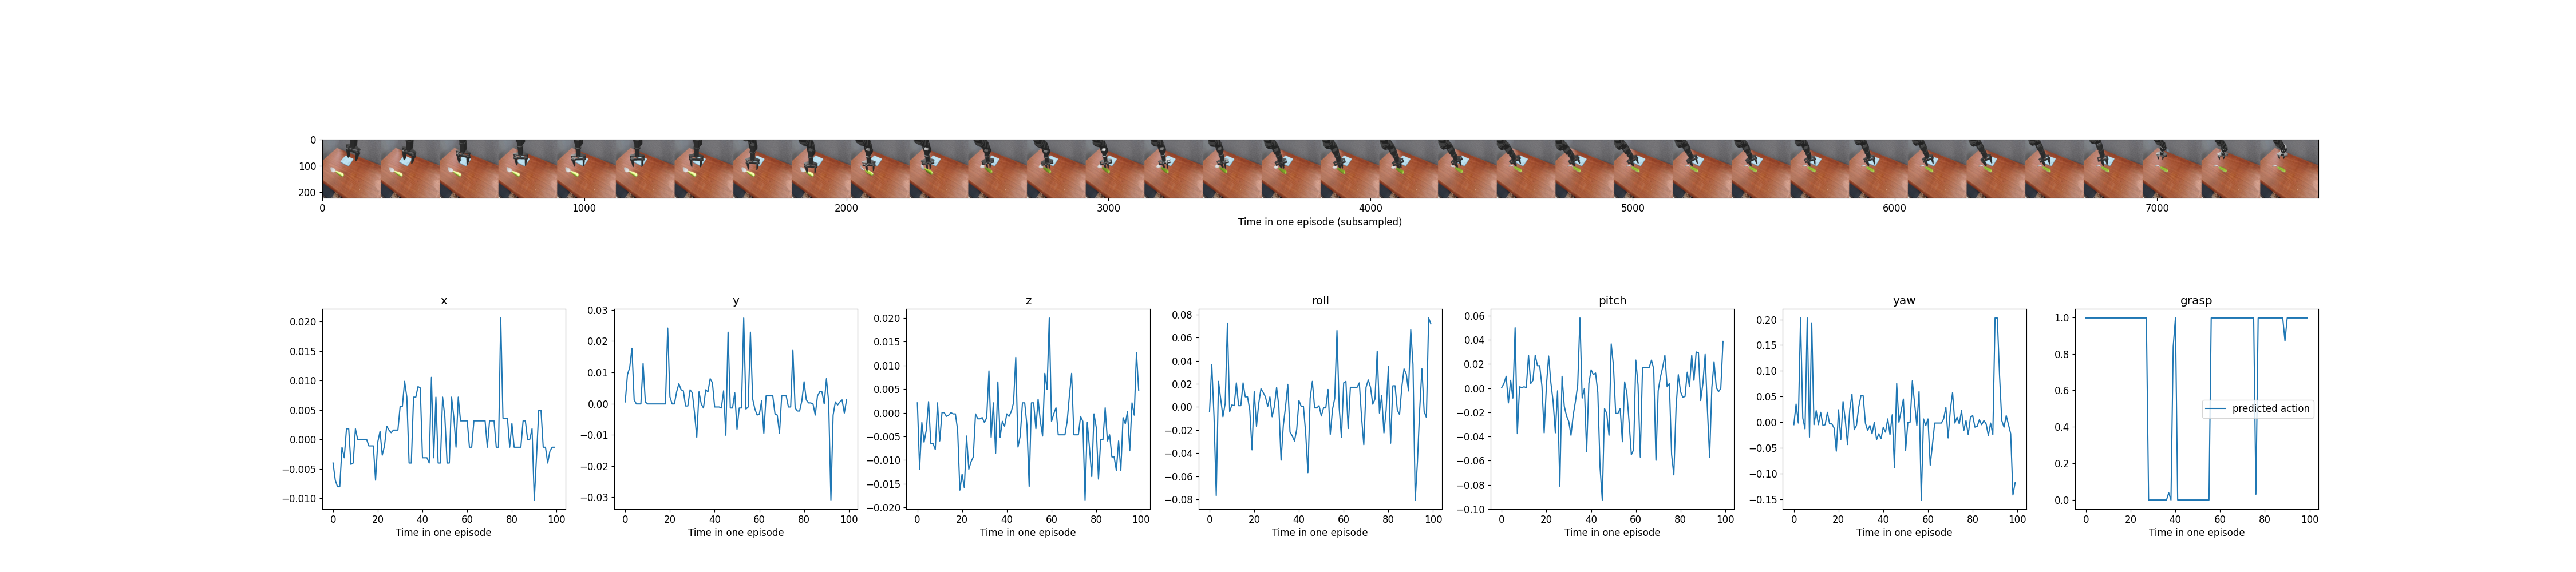 0
100
200
0 1000 2000 3000 4000 5000 6000 7000
Time in one episode (subsampled)
x
0.020
0.015
0.010
0.005
0.000
−0.005
−0.010
0 20 40 60 80 100
Time in one episode
y
0.03
0.02
0.01
0.00
−0.01
−0.02
−0.03
0 20 40 60 80 100
Time in one episode
z
0.020
0.015
0.010
0.005
0.000
−0.005
−0.010
−0.015
−0.020
0 20 40 60 80 100
Time in one episode
roll
0.08
0.06
0.04
0.02
0.00
−0.02
−0.04
−0.06
−0.08
0 20 40 60 80 100
Time in one episode
pitch
0.06
0.04
0.02
0.00
−0.02
−0.04
−0.06
−0.08
−0.10
0 20 40 60 80 100
Time in one episode
yaw
0.20
0.15
0.10
0.05
0.00
−0.05
−0.10
−0.15
0 20 40 60 80 100
Time in one episode
grasp
1.0
0.8
0.6
0.4
0.2
0.0
predicted action
0 20 40 60 80 100
Time in one episode